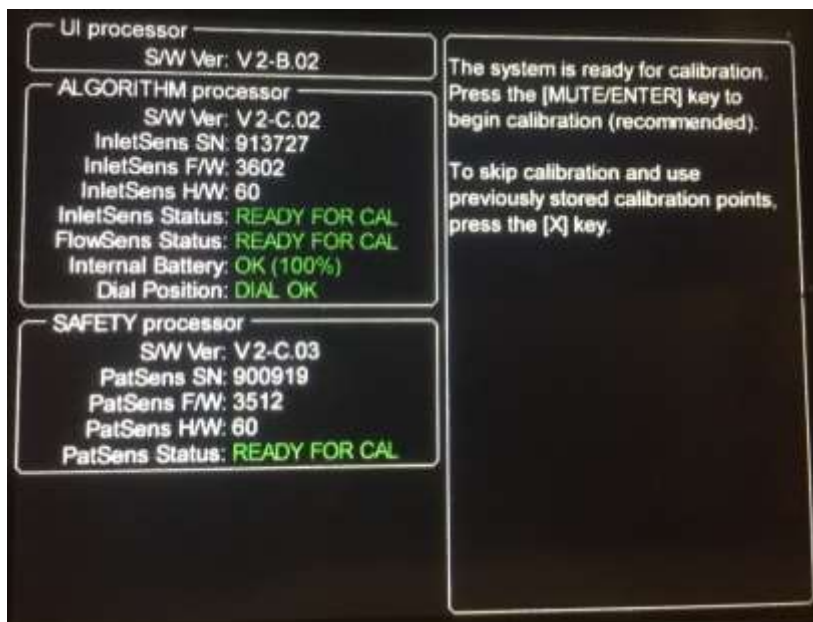 UI processor
S/W Ver: V 2-B.02
ALGORITHM processor
S/W Ver: V 2-C.02
InletSens SN: 913727
InletSens F/W: 3602
InletSens H/W: 60
InletSens Status: READY FOR CAL
FlowSens Status: READY FOR CAL
Internal Battery: OK (100%)
Dial Position: DIAL OK
SAFETY processor
S/W Ver: V 2-C.03
PatSens SN: 900919
PatSens F/W: 3512
PatSens H/W: 60
PatSens Status: READY FOR CAL
The system is ready for calibration.
Press the [MUTE/ENTER] key to
begin calibration (recommended).
To skip calibration and use
previously stored calibration points,
press the [X] key.